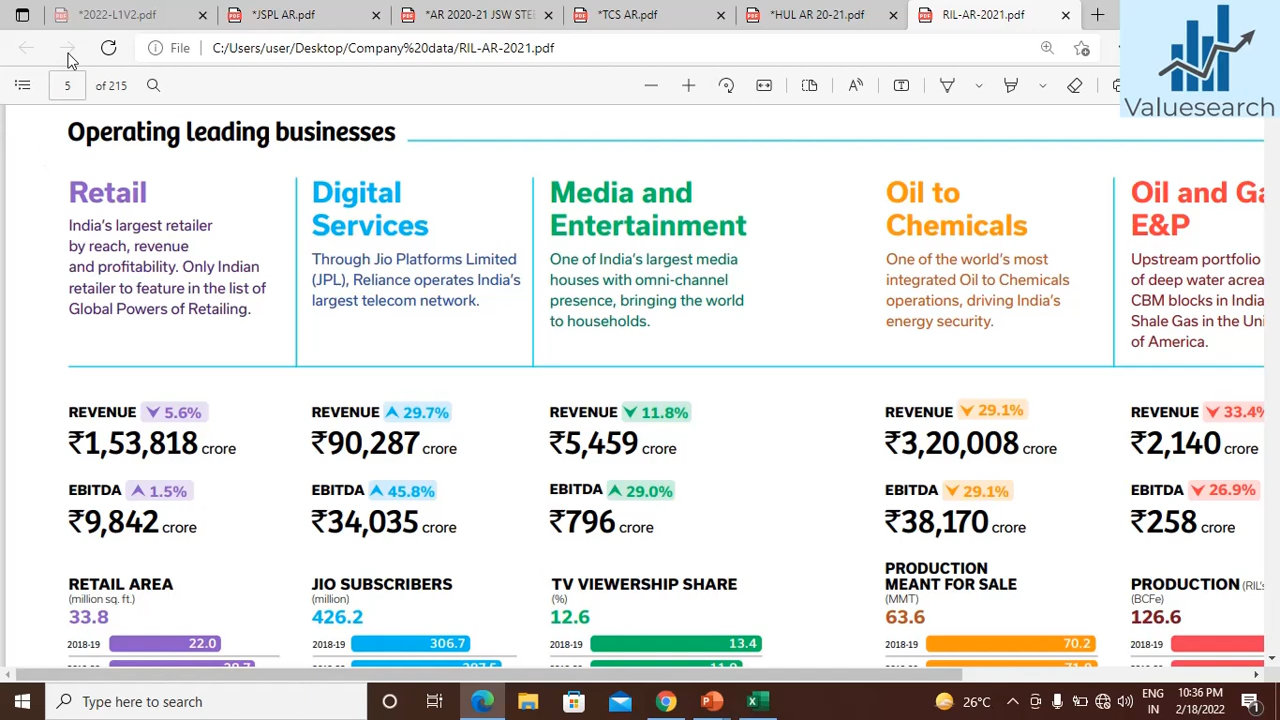 *2022-L1V2.pdf
*JSPL AR.pdf
*AR 2020-21 JSW STE
*TCS AR.pdf
*HUL AR 20-21.pdf
RIL-AR-2021.pdf
File
C:/Users/user/Desktop/Company%20data/RIL-AR-2021.pdf
5 of 215
Valuesearch
Operating leading businesses
Retail
India's largest retailer
by reach, revenue
and profitability. Only Indian
retailer to feature in the list of
Global Powers of Retailing.
REVENUE 5.6%
₹1,53,818 crore
EBITDA 1.5%
₹9,842 crore
RETAIL AREA
(million sq. ft.)
33.8
2018-19 22.0
Digital
Services
Through Jio Platforms Limited
(JPL), Reliance operates India's
largest telecom network.
REVENUE 29.7%
₹90,287 crore
EBITDA 45.8%
₹34,035 crore
JIO SUBSCRIBERS
(million)
426.2
2018-19 306.7
Media and
Entertainment
One of India's largest media
houses with omni-channel
presence, bringing the world
to households.
REVENUE 11.8%
₹5,459 crore
EBITDA 29.0%
₹796 crore
TV VIEWERSHIP SHARE
(%)
12.6
2018-19 13.4
Oil to
Chemicals
One of the world's most
integrated Oil to Chemicals
operations, driving India's
energy security.
REVENUE 29.1%
₹3,20,008 crore
EBITDA 29.1%
₹38,170 crore
PRODUCTION
MEANT FOR SALE
(MMT)
63.6
2018-19 70.2
Oil and Ga
E&P
Upstream portfolio
of deep water acrea
CBM blocks in India
Shale Gas in the Uni
of America.
REVENUE 33.4%
₹2,140 crore
EBITDA 26.9%
₹258 crore
PRODUCTION (RIL's
(BCFe)
126.6
2018-19
Type here to search
26°C
ENG
IN
10:36 PM
2/18/2022
1